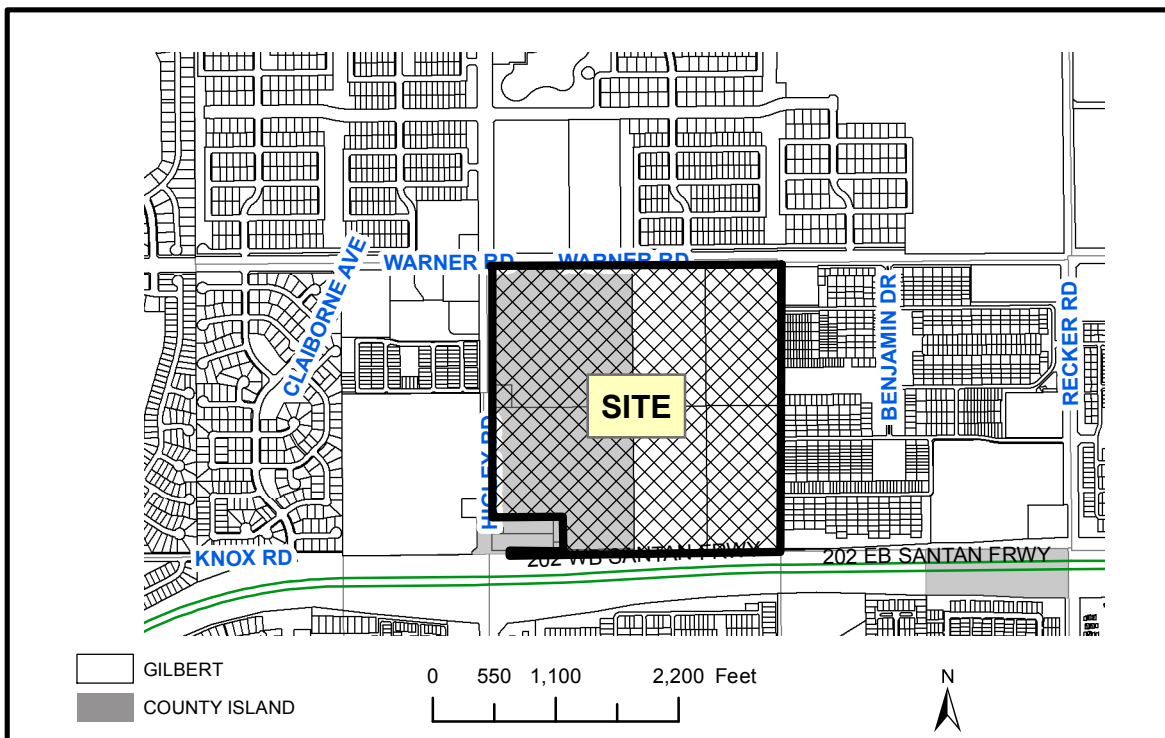 WARNER RD
WARNER RD
CLAIBORNE AVE
BENJAMIN DR
RECKER RD
SITE
HIGLEY RD
KNOX RD
202 WB SANTAN FRWY
202 EB SANTAN FRWY
GILBERT
COUNTY ISLAND
0 550 1,100 2,200 Feet
N